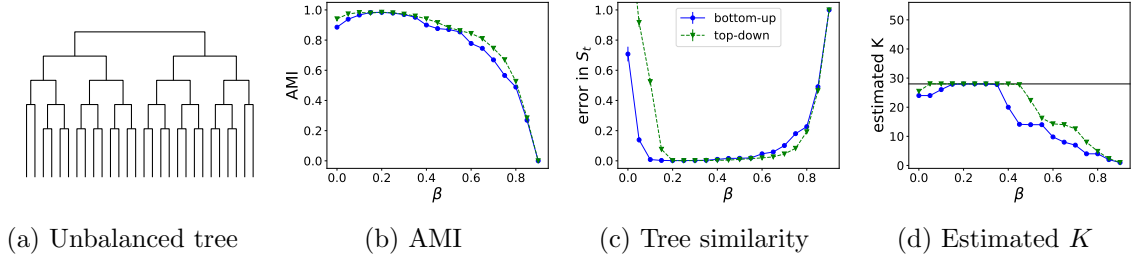 1.0
0.8
0.6
0.4
0.2
0.0
AMI
0.0 0.2 0.4 0.6 0.8
β
1.0
0.8
0.6
0.4
0.2
0.0
error in S_t
bottom-up
top-down
0.0 0.2 0.4 0.6 0.8
β
50
40
30
20
10
0
estimated K
0.0 0.2 0.4 0.6 0.8
β
(a) Unbalanced tree
(b) AMI
(c) Tree similarity
(d) Estimated K